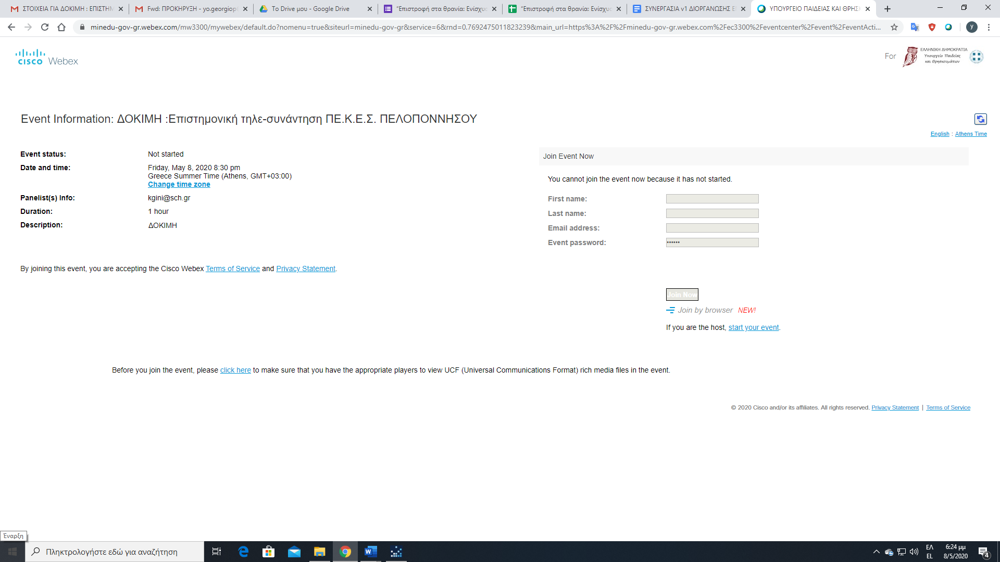 ΣΤΟΙΧΕΙΑ ΓΙΑ ΔΟΚΙΜΗ : ΕΠΙΣΤΗΜ
Fwd: ΠΡΟΚΗΡΥΞΗ - yo.georgiop
Το Drive μου - Google Drive
"Επιστροφή στα θρανία: Ενίσχυσ
"Επιστροφή στα θρανία: Ενίσχυσ
ΣΥΝΕΡΓΑΣΙΑ v1 ΔΙΟΡΓΑΝΩΣΗΣ Ε
ΥΠΟΥΡΓΕΙΟ ΠΑΙΔΕΙΑΣ ΚΑΙ ΘΡΗΣΚ
minedu-gov-gr.webex.com/mw3300/mywebex/default.do?nomenu=true&siteurl=minedu-gov-gr&service=6&rnd=0.7692475011823239&main_url=https%3A%2F%2Fminedu-gov-gr.webex.com%2Fec3300%2Feventcenter%2Fevent%2FeventActi...
y
cisco Webex
For
ΕΛΛΗΝΙΚΗ ΔΗΜΟΚΡΑΤΙΑ
Υπουργείο Παιδείας
και Θρησκευμάτων
Event Information: ΔΟΚΙΜΗ :Επιστημονική τηλε-συνάντηση ΠΕ.Κ.Ε.Σ. ΠΕΛΟΠΟΝΝΗΣΟΥ
English : Athens Time
Event status: Not started
Date and time: Friday, May 8, 2020 8:30 pm
Greece Summer Time (Athens, GMT+03:00)
Change time zone
Panelist(s) Info: kgini@sch.gr
Duration: 1 hour
Description: ΔΟΚΙΜΗ
By joining this event, you are accepting the Cisco Webex Terms of Service and Privacy Statement.
Join Event Now
You cannot join the event now because it has not started.
First name:
Last name:
Email address:
Event password: ••••••
Join Now
Join by browser NEW!
If you are the host, start your event.
Before you join the event, please click here to make sure that you have the appropriate players to view UCF (Universal Communications Format) rich media files in the event.
© 2020 Cisco and/or its affiliates. All rights reserved. Privacy Statement | Terms of Service
Έναρξη
Πληκτρολογήστε εδώ για αναζήτηση
ΕΛ
EL
6:24 μμ
8/5/2020
4